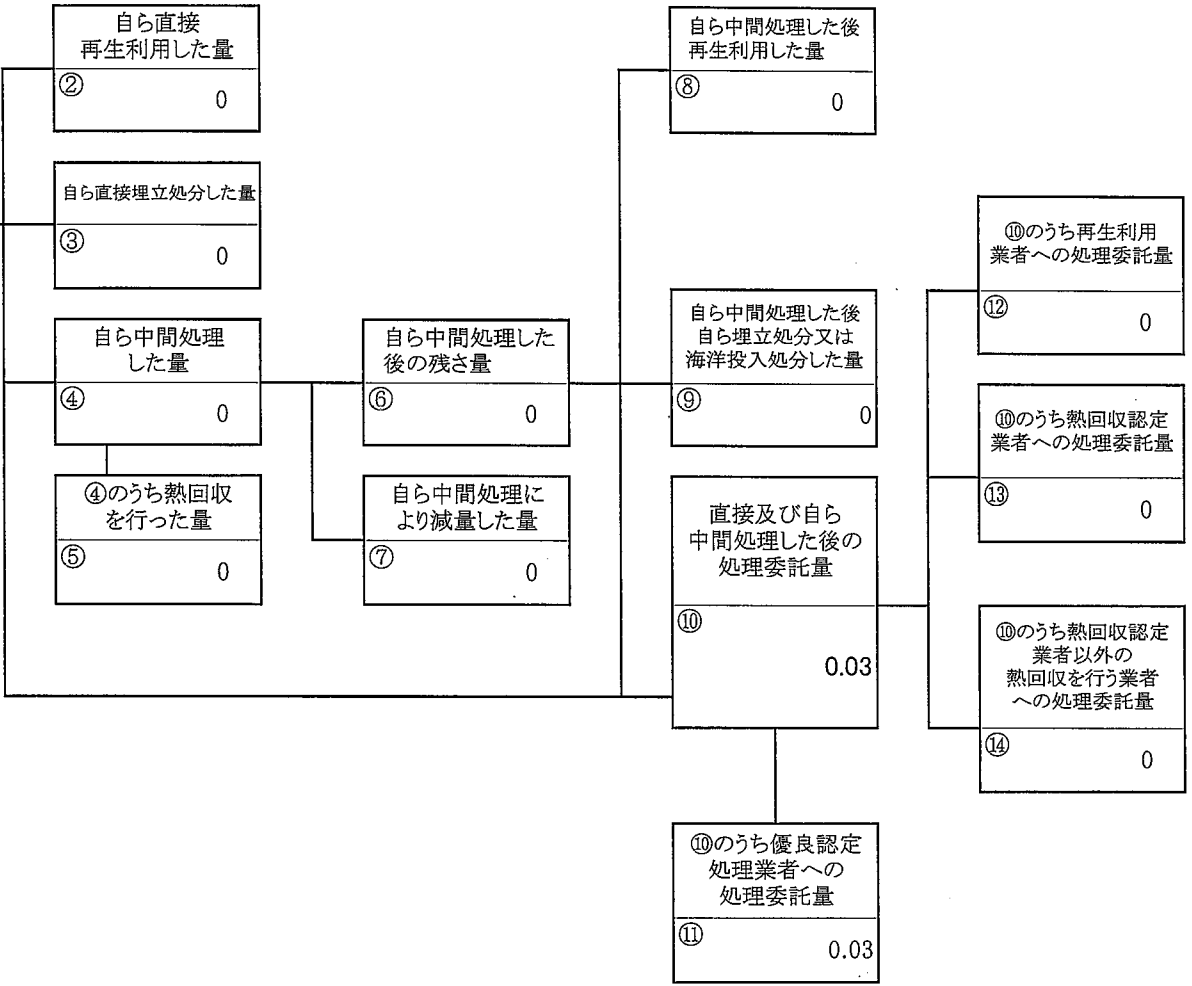 自ら直接
再生利用した量
②
0
自ら直接埋立処分した量
③
0
自ら中間処理
した量
④
0
④のうち熱回収
を行った量
⑤
0
自ら中間処理した
後の残さ量
⑥
0
自ら中間処理に
より減量した量
⑦
0
自ら中間処理した後
再生利用した量
⑧
0
自ら中間処理した後
自ら埋立処分又は
海洋投入処分した量
⑨
0
直接及び自ら
中間処理した後の
処理委託量
⑩
0.03
⑩のうち優良認定
処理業者への
処理委託量
⑪
0.03
⑩のうち再生利用
業者への処理委託量
⑫
0
⑩のうち熱回収認定
業者への処理委託量
⑬
0
⑩のうち熱回収認定
業者以外の
熱回収を行う業者
への処理委託量
⑭
0